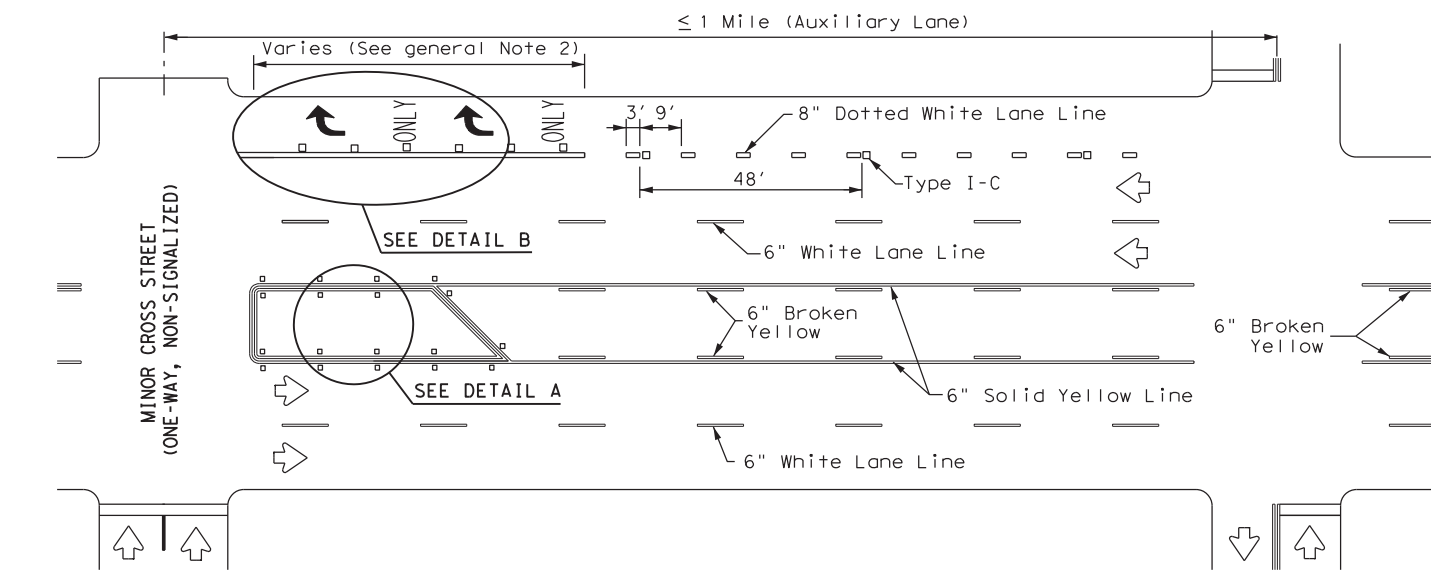 ≤ 1 Mile (Auxiliary Lane)
Varies (See general Note 2)
ONLY
ONLY
3' 9'
8" Dotted White Lane Line
48'
Type I-C
SEE DETAIL B
6" White Lane Line
MINOR CROSS STREET
(ONE-WAY, NON-SIGNALIZED)
6" Broken
Yellow
6" Broken
Yellow
SEE DETAIL A
6" Solid Yellow Line
6" White Lane Line